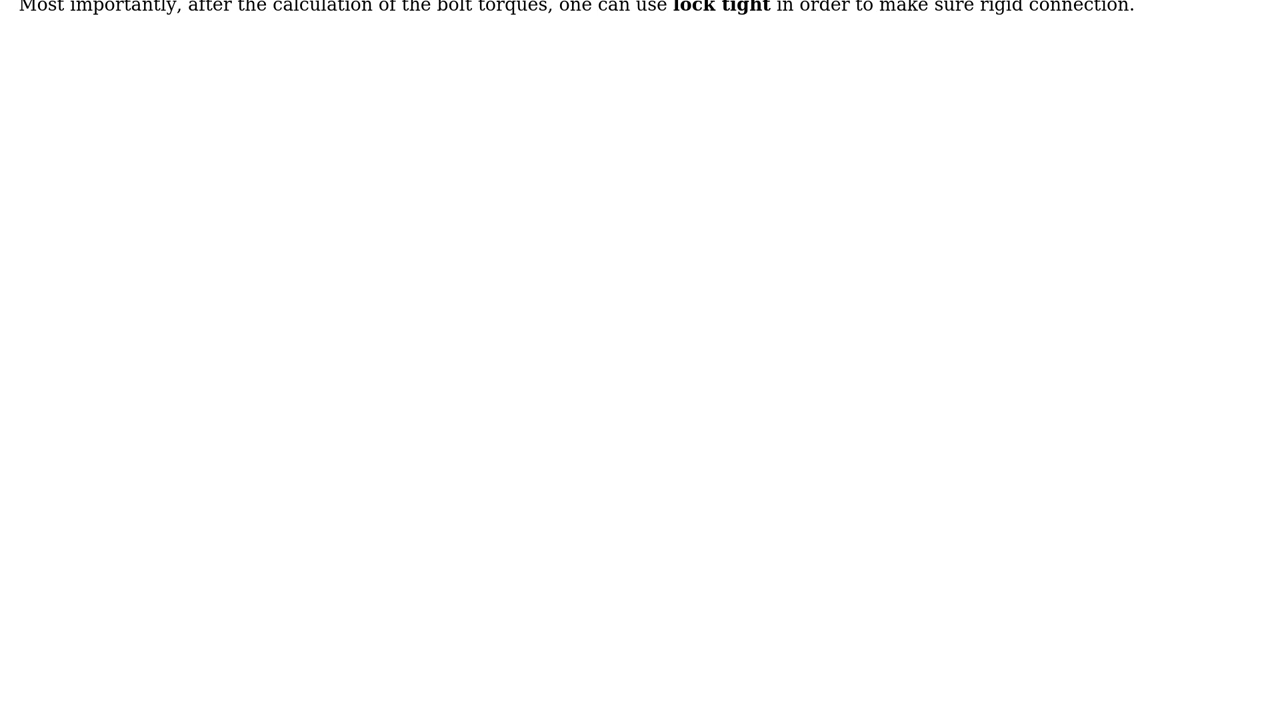 Most importantly, after the calculation of the bolt torques, one can use lock tight in order to make sure rigid connection.